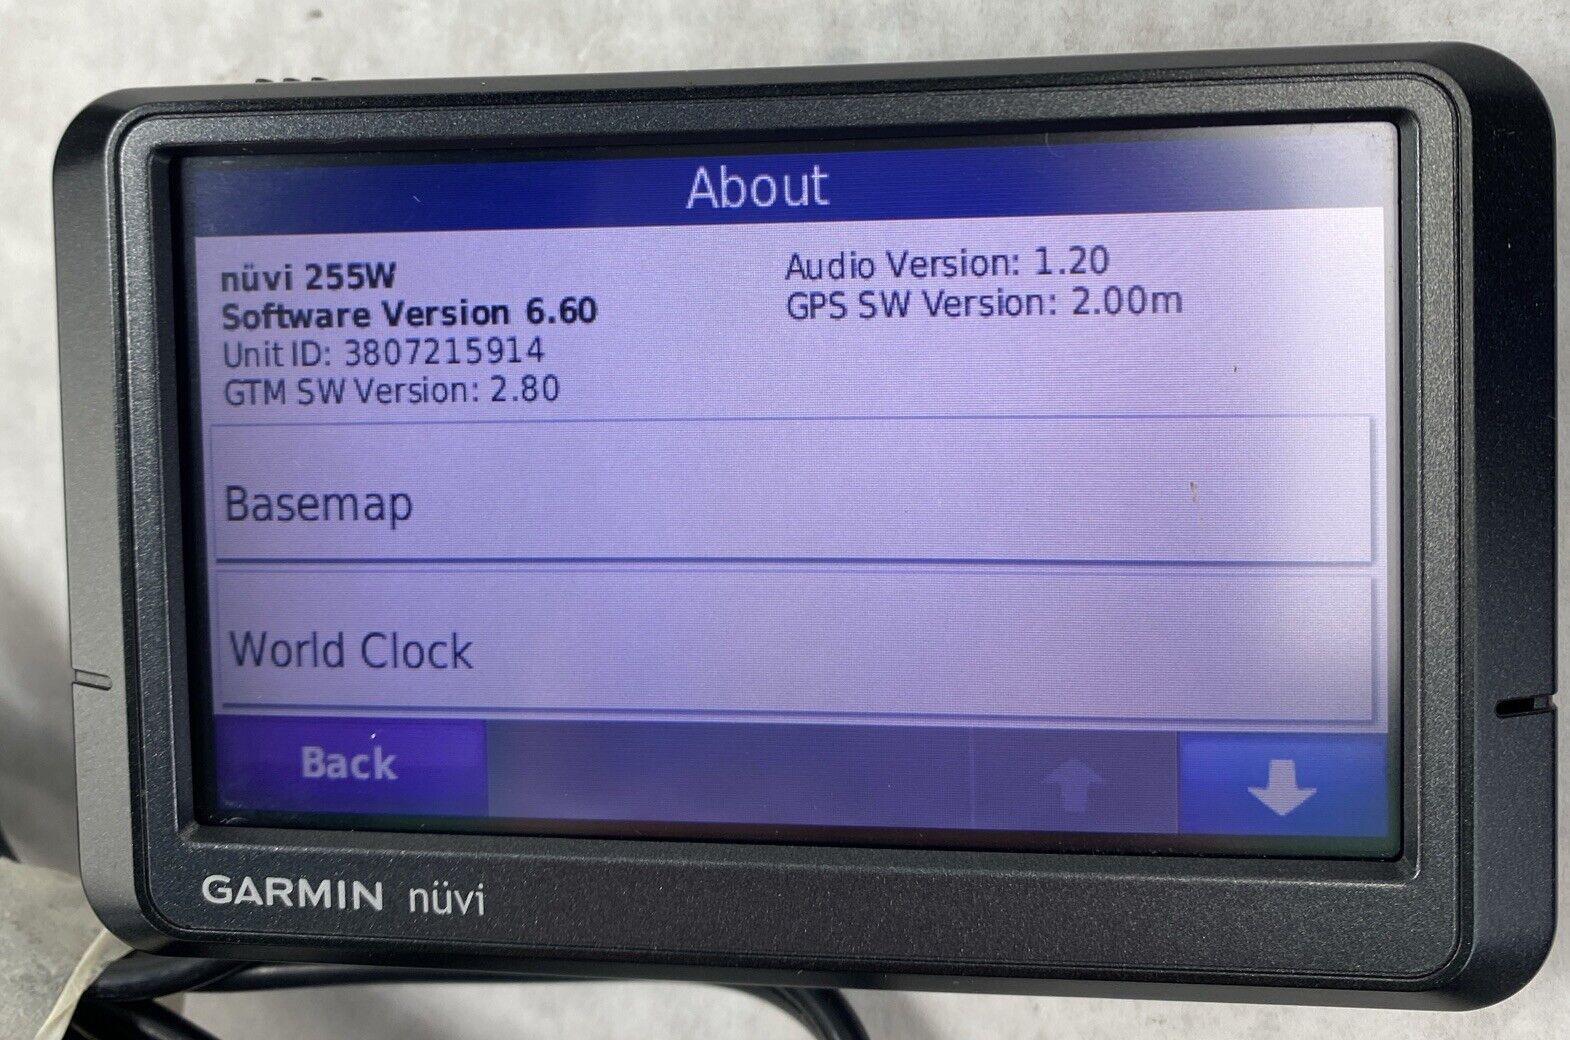 About
nüvi 255W
Software Version 6.60
Unit ID: 3807215914
GTM SW Version: 2.80
Audio Version: 1.20
GPS SW Version: 2.00m
Basemap
World Clock
Back
GARMIN nüvi